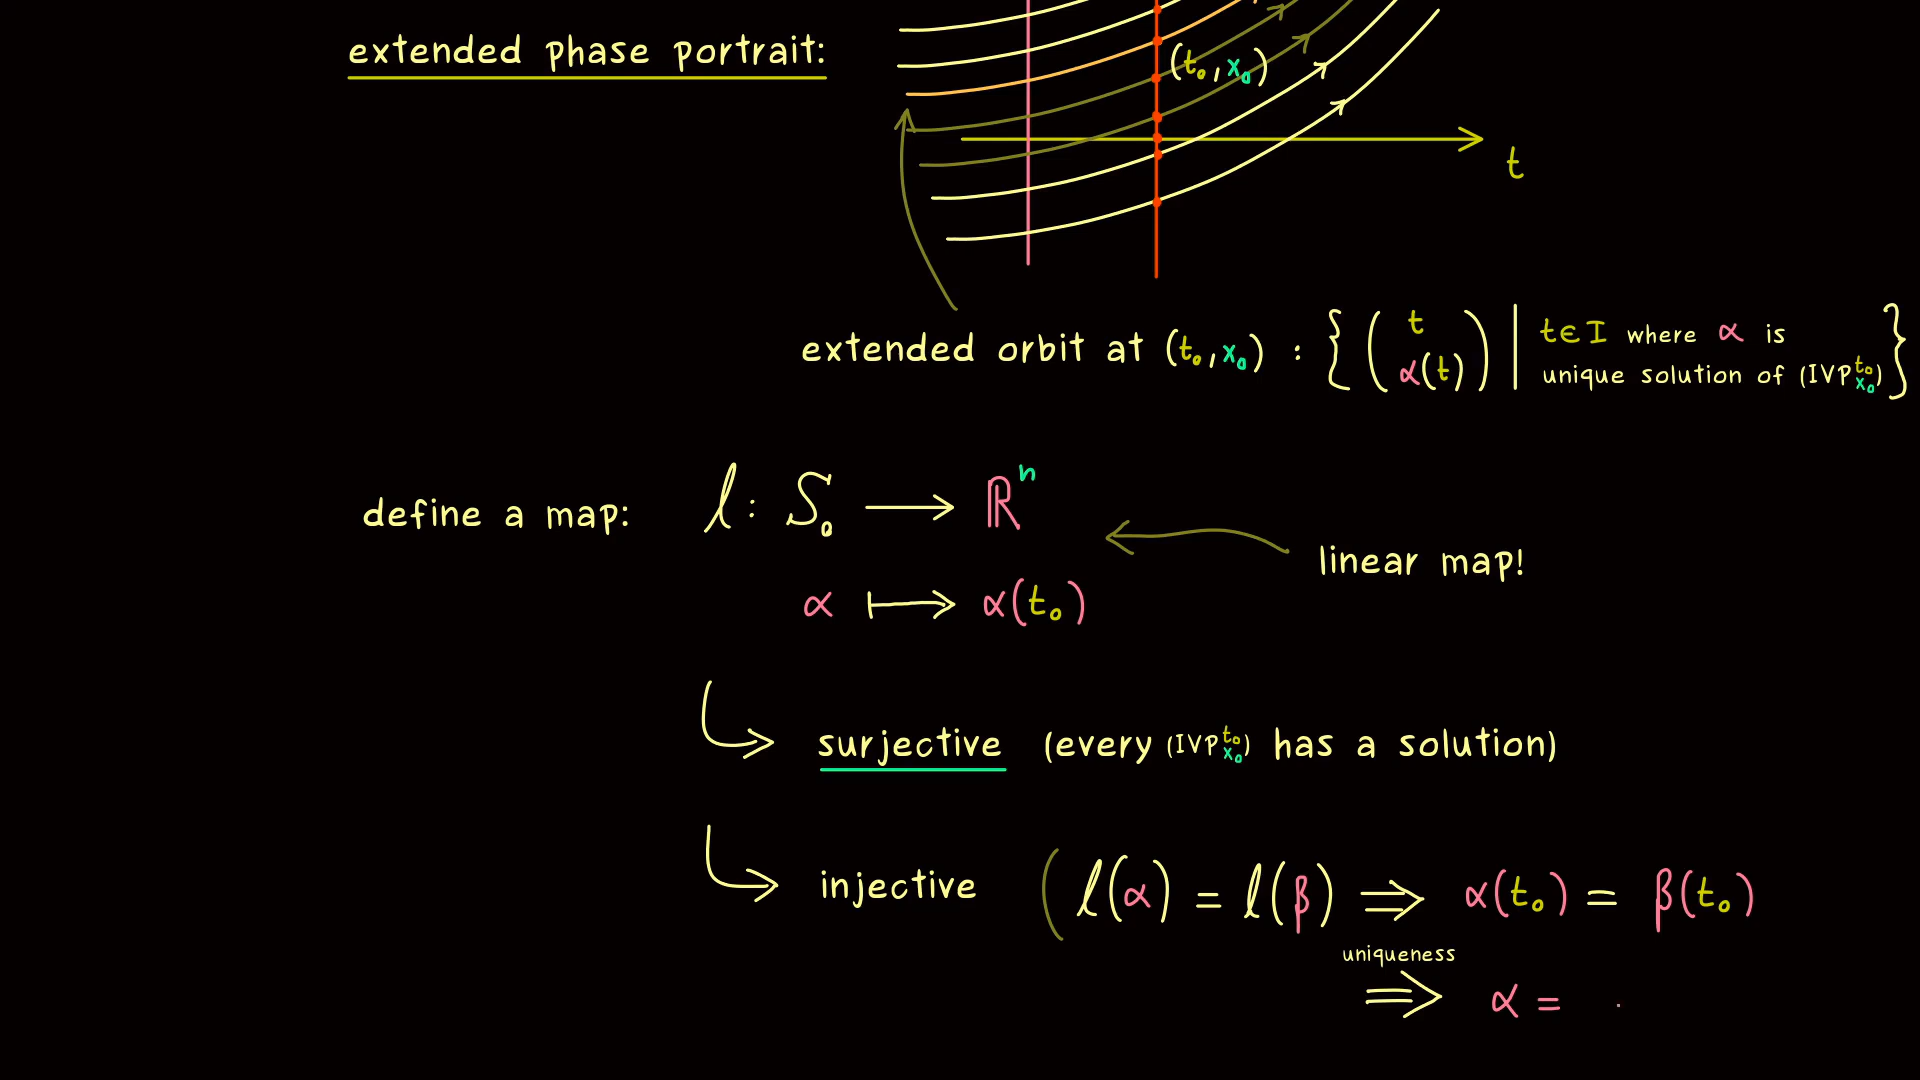 extended phase portrait:
(t₀, x₀)
t
extended orbit at (t₀, x₀) : { ( t α(t) ) | t ∈ I where α is
unique solution of (IVP^{t₀}_{x₀}) }
define a map: ℓ : S₀ ⟶ ℝⁿ
linear map!
α ⟼ α(t₀)
surjective (every (IVP^{t₀}_{x₀}) has a solution)
injective ( ℓ(α) = ℓ(β) ⟹ α(t₀) = β(t₀)
uniqueness
⟹ α =